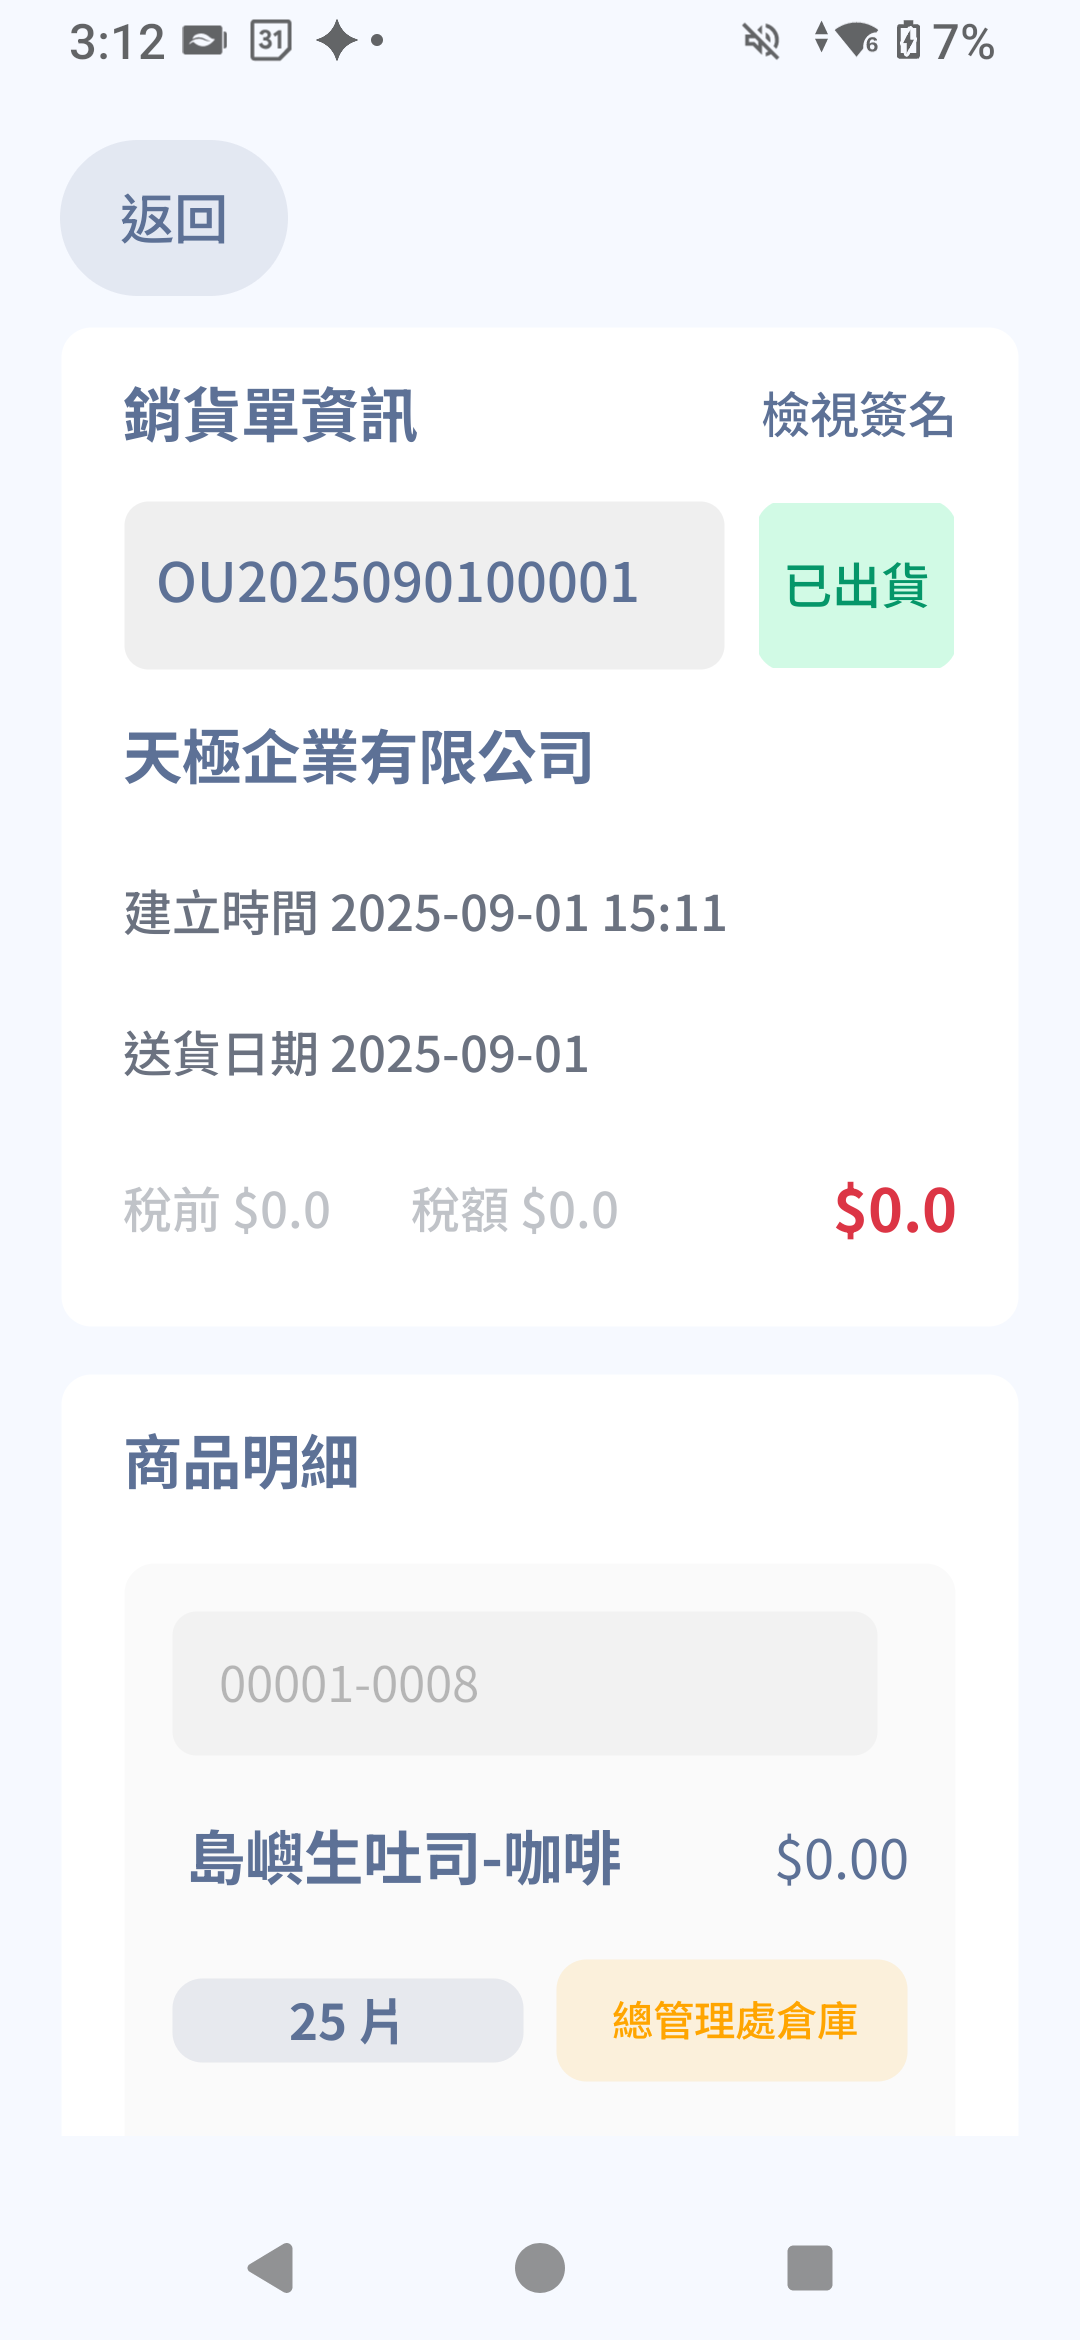 3:12 31 6 7%
返回
銷貨單資訊 檢視簽名
OU2025090100001 已出貨
天極企業有限公司
建立時間 2025-09-01 15:11
送貨日期 2025-09-01
稅前 $0.0 稅額 $0.0 $0.0
商品明細
00001-0008
島嶼生吐司-咖啡 $0.00
25 片 總管理處倉庫